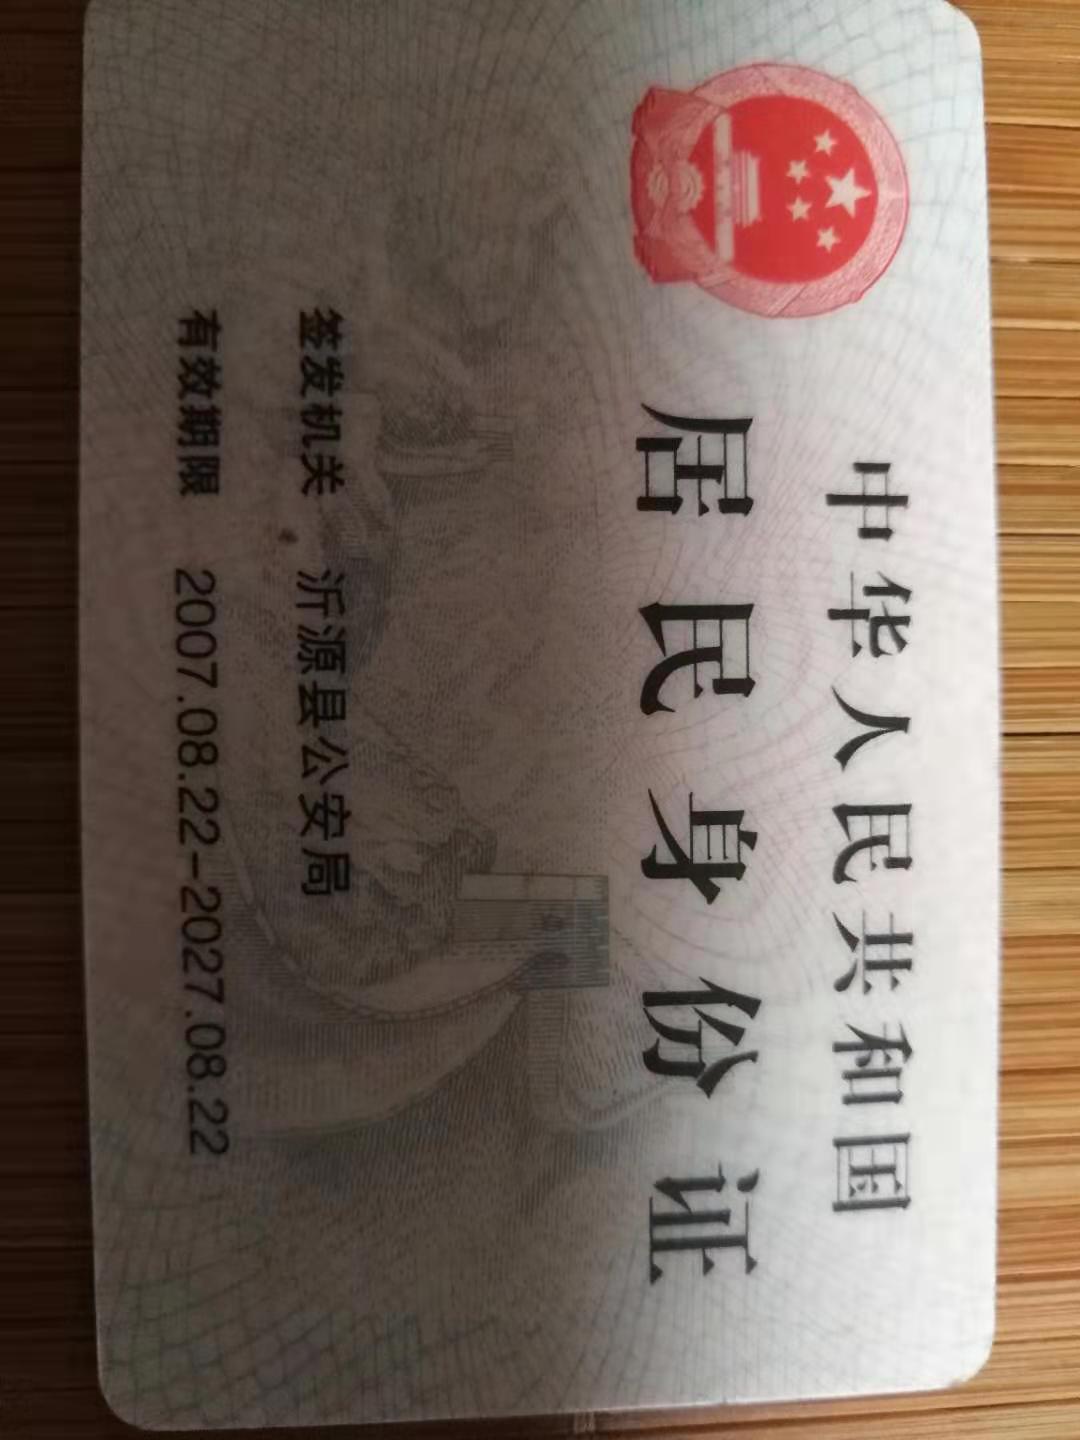 中华人民共和国
居民身份证
签发机关 沂源县公安局
有效期限 2007.08.22-2027.08.22